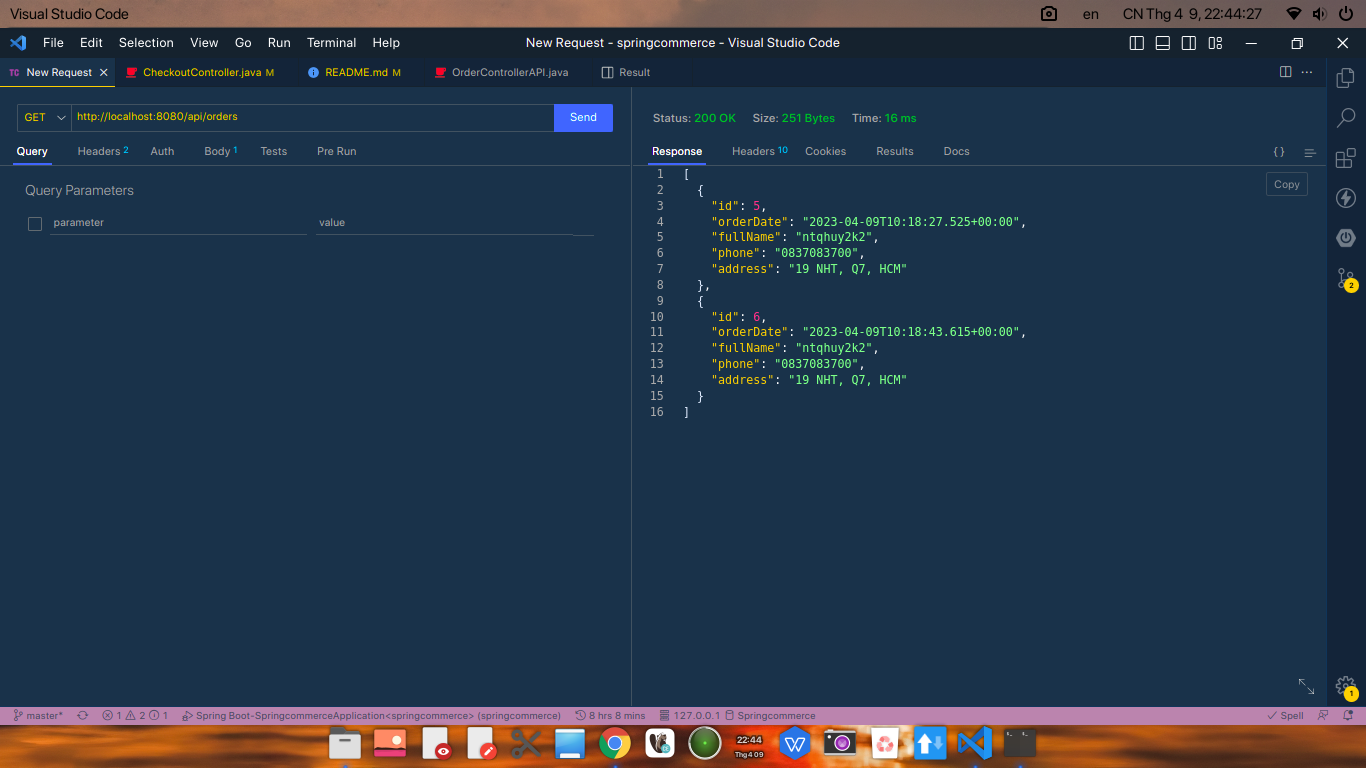 Visual Studio Code
en
CN Thg 4 9, 22:44:27
File Edit Selection View Go Run Terminal Help
New Request - springcommerce - Visual Studio Code
TC New Request
CheckoutController.java M
README.md M
OrderControllerAPI.java
Result
GET http://localhost:8080/api/orders Send
Query Headers 2 Auth Body 1 Tests Pre Run
Query Parameters
parameter value
Status: 200 OK Size: 251 Bytes Time: 16 ms
Response Headers 10 Cookies Results Docs
{ }
Copy
1 [
2 {
3 "id": 5,
4 "orderDate": "2023-04-09T10:18:27.525+00:00",
5 "fullName": "ntqhuy2k2",
6 "phone": "0837083700",
7 "address": "19 NHT, Q7, HCM"
8 },
9 {
10 "id": 6,
11 "orderDate": "2023-04-09T10:18:43.615+00:00",
12 "fullName": "ntqhuy2k2",
13 "phone": "0837083700",
14 "address": "19 NHT, Q7, HCM"
15 }
16 ]
2
1
master* 1 2 1 Spring Boot-SpringcommerceApplication<springcommerce> (springcommerce) 8 hrs 8 mins 127.0.0.1 Springcommerce Spell
22:44
Thg4 09
W